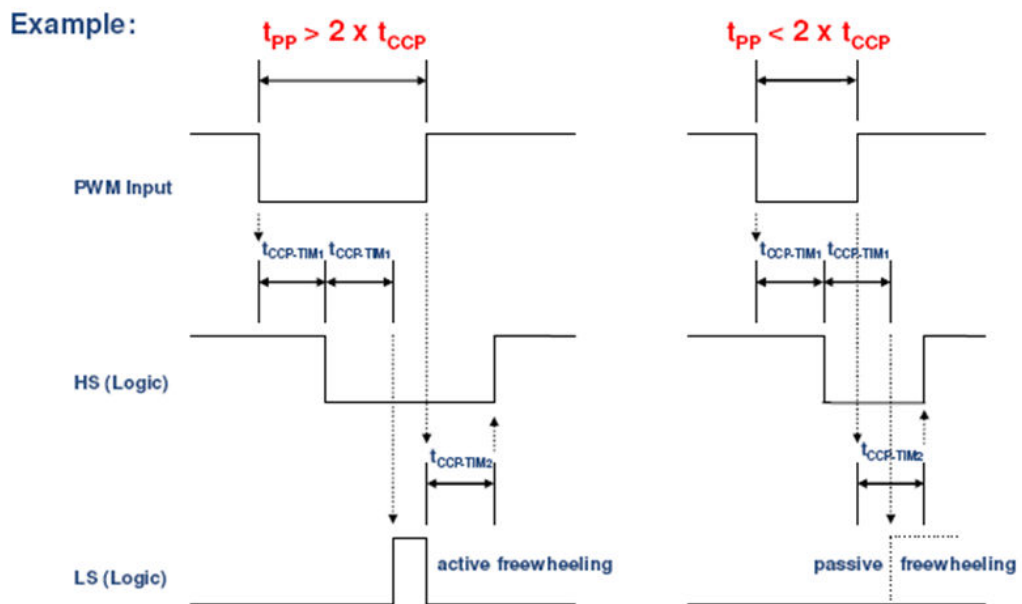 Example:
tPP > 2 x tCCP
tPP < 2 x tCCP
PWM Input
tCCP-TIM1 tCCP-TIM1
tCCP-TIM1 tCCP-TIM1
HS (Logic)
tCCP-TIM2
tCCP-TIM2
LS (Logic)
active freewheeling
passive freewheeling